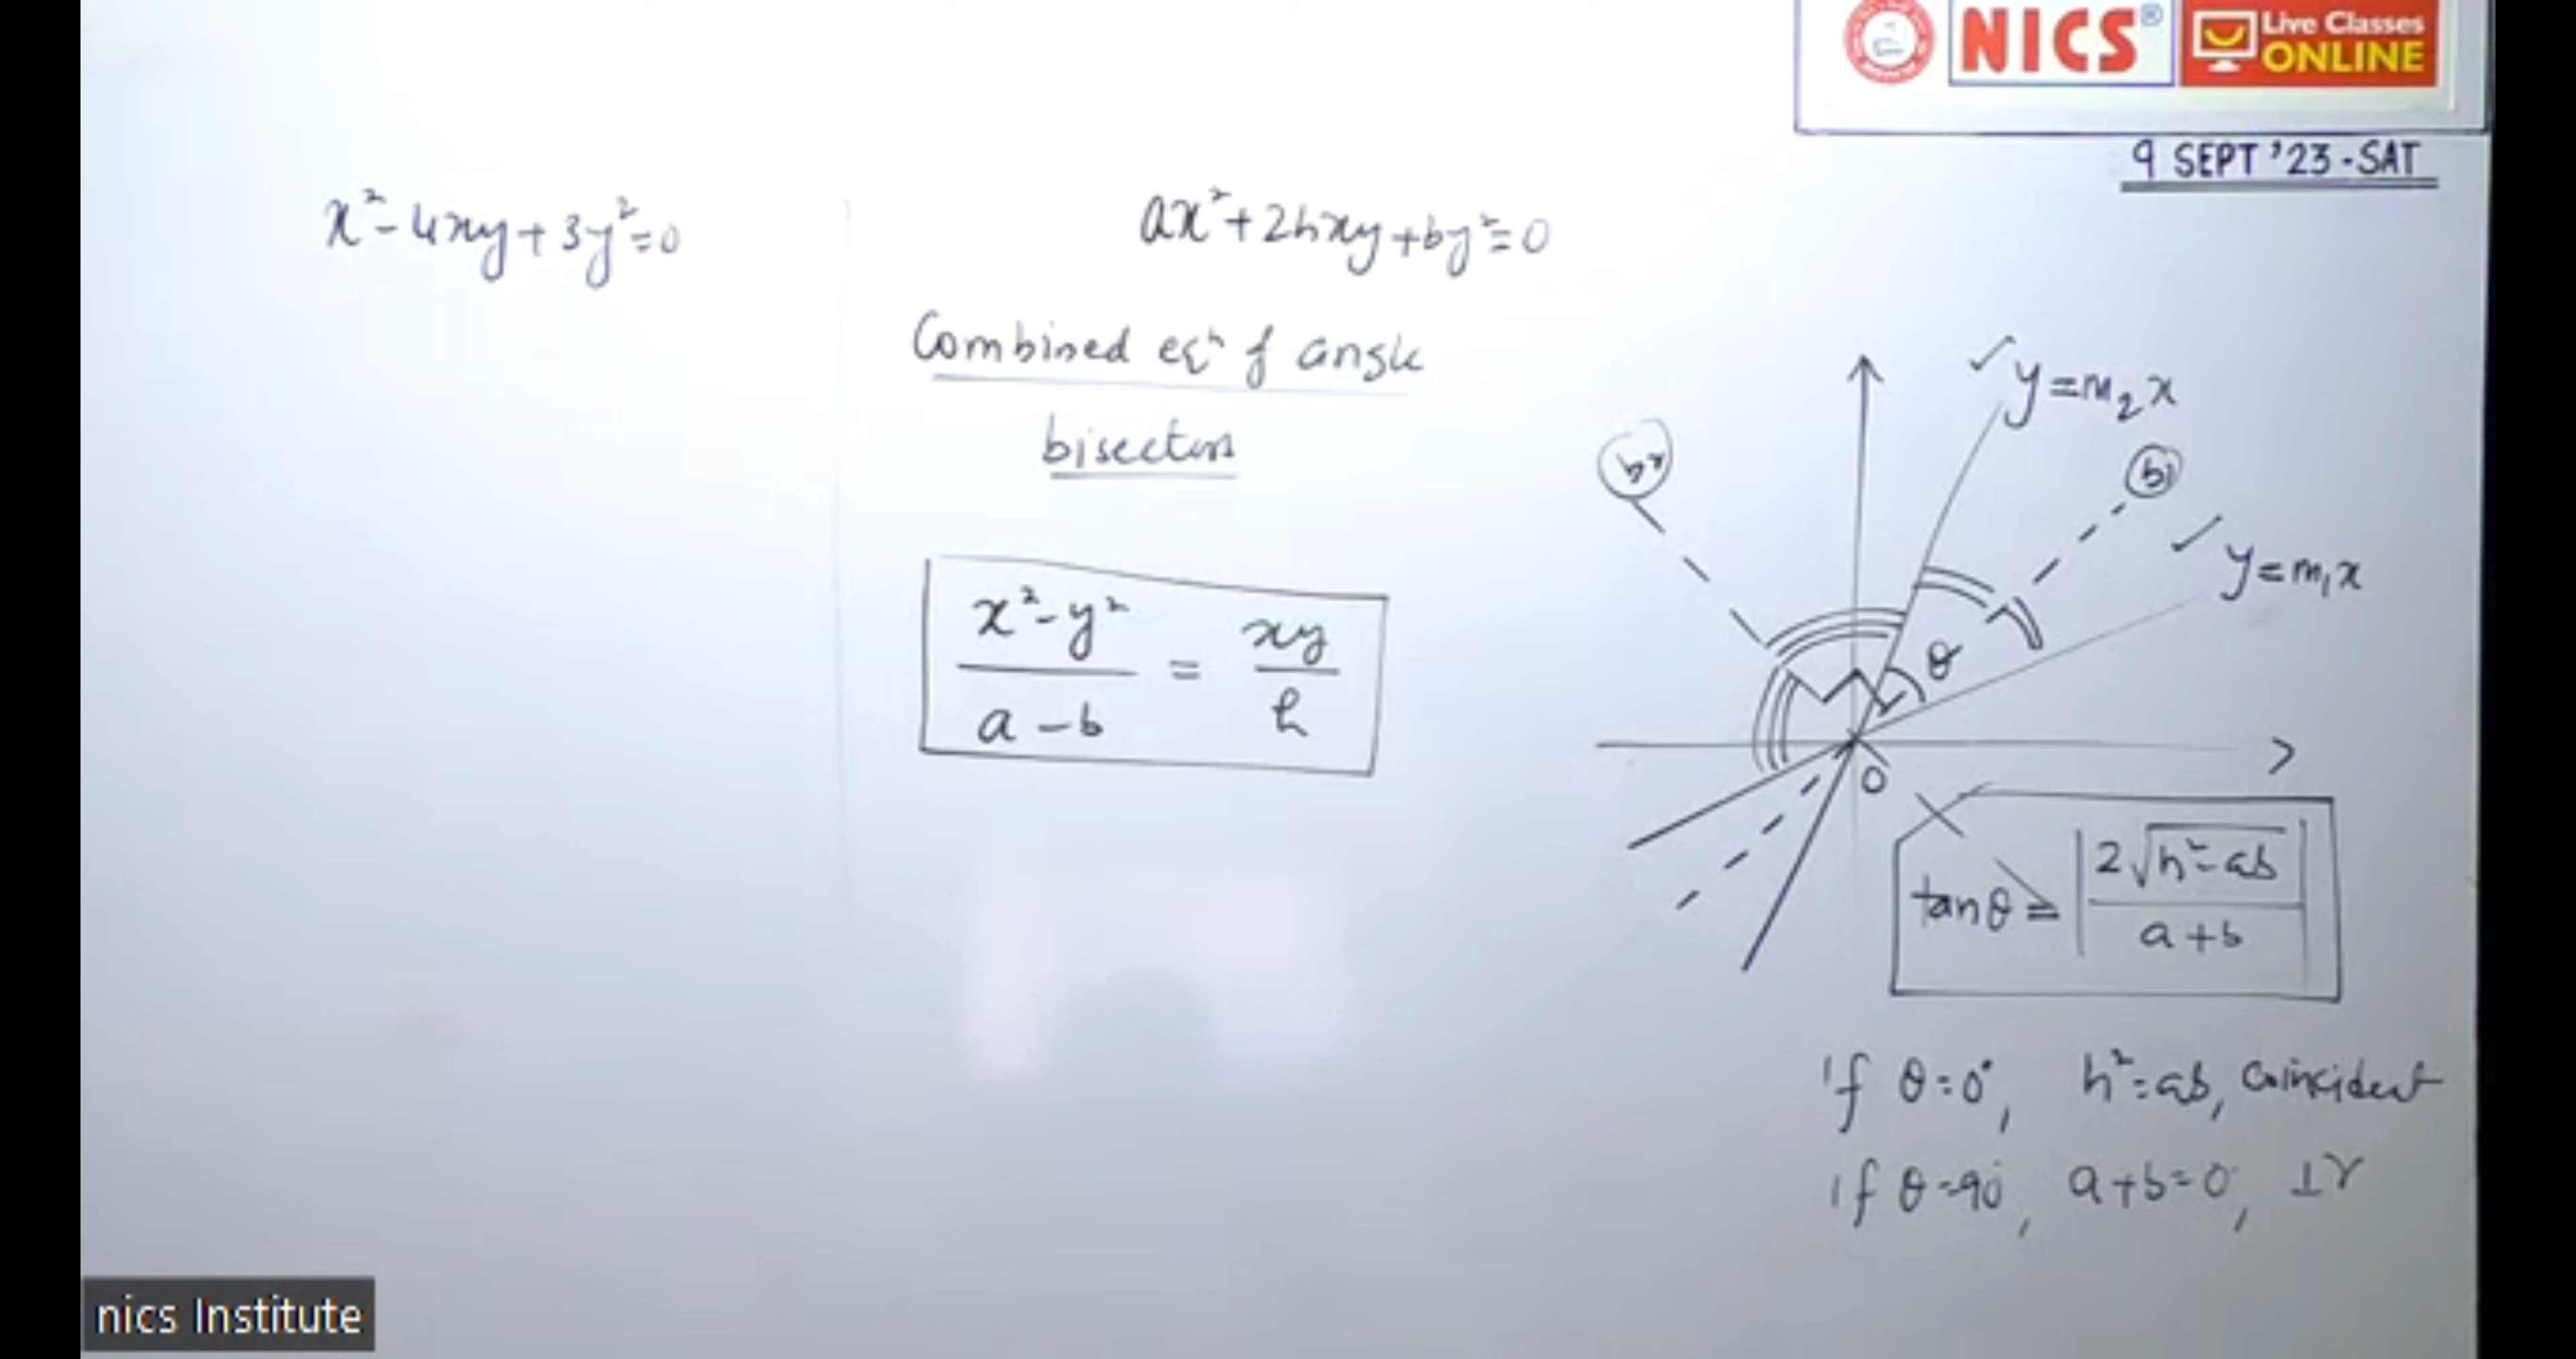 NICS®
Live Classes
ONLINE
9 SEPT '23 - SAT
x² - 4xy + 3y² = 0
ax² + 2hxy + by² = 0
Combined eqⁿ of angle
bisectors
x² - y² / a - b = xy / h
y = m₂x
y = m₁x
b₁
θ
O
tanθ = | 2√h² - ab / a + b |
if θ = 0°, h² = ab, coincident
if θ = 90°, a + b = 0, ⊥r
nics Institute